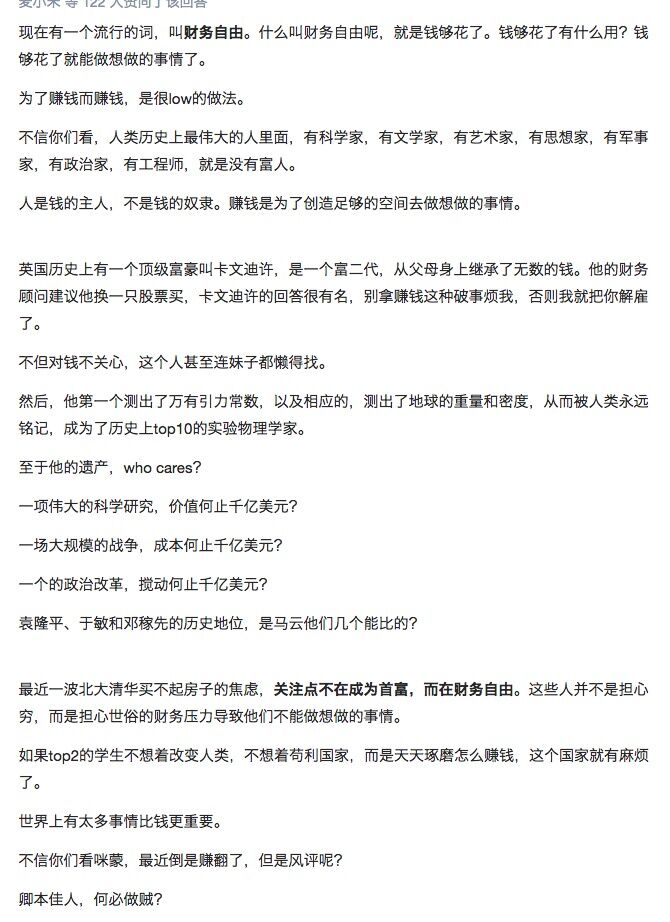 麦小米 等 122 人赞同了该回答
现在有一个流行的词，叫财务自由。什么叫财务自由呢，就是钱够花了。钱够花了有什么用？钱
够花了就能做想做的事情了。
为了赚钱而赚钱，是很low的做法。
不信你们看，人类历史上最伟大的人里面，有科学家，有文学家，有艺术家，有思想家，有军事
家，有政治家，有工程师，就是没有富人。
人是钱的主人，不是钱的奴隶。赚钱是为了创造足够的空间去做想做的事情。
英国历史上有一个顶级富豪叫卡文迪许，是一个富二代，从父母身上继承了无数的钱。他的财务
顾问建议他换一只股票买，卡文迪许的回答很有名，别拿赚钱这种破事烦我，否则我就把你解雇
了。
不但对钱不关心，这个人甚至连妹子都懒得找。
然后，他第一个测出了万有引力常数，以及相应的，测出了地球的重量和密度，从而被人类永远
铭记，成为了历史上top10的实验物理学家。
至于他的遗产，who cares？
一项伟大的科学研究，价值何止千亿美元？
一场大规模的战争，成本何止千亿美元？
一个的政治改革，搅动何止千亿美元？
袁隆平、于敏和邓稼先的历史地位，是马云他们几个能比的？
最近一波北大清华买不起房子的焦虑，关注点不在成为首富，而在财务自由。这些人并不是担心
穷，而是担心世俗的财务压力导致他们不能做想做的事情。
如果top2的学生不想着改变人类，不想着苟利国家，而是天天琢磨怎么赚钱，这个国家就有麻烦
了。
世界上有太多事情比钱更重要。
不信你们看咪蒙，最近倒是赚翻了，但是风评呢？
卿本佳人，何必做贼？